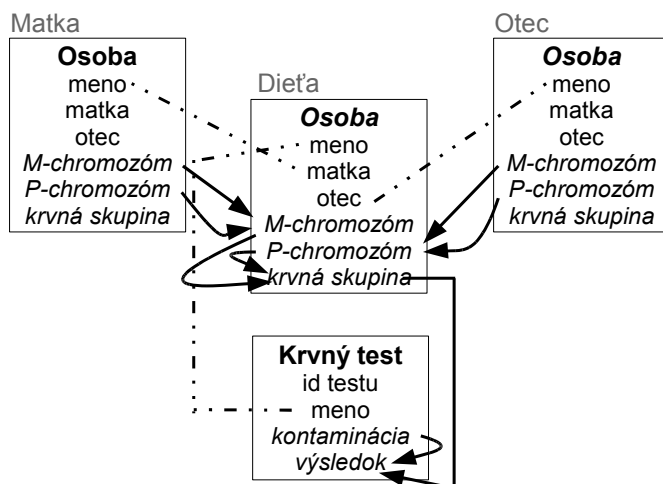 Matka
Osoba
meno
matka
otec
M-chromozóm
P-chromozóm
krvná skupina
Dieťa
Osoba
meno
matka
otec
M-chromozóm
P-chromozóm
krvná skupina
Otec
Osoba
meno
matka
otec
M-chromozóm
P-chromozóm
krvná skupina
Krvný test
id testu
meno
kontaminácia
výsledok